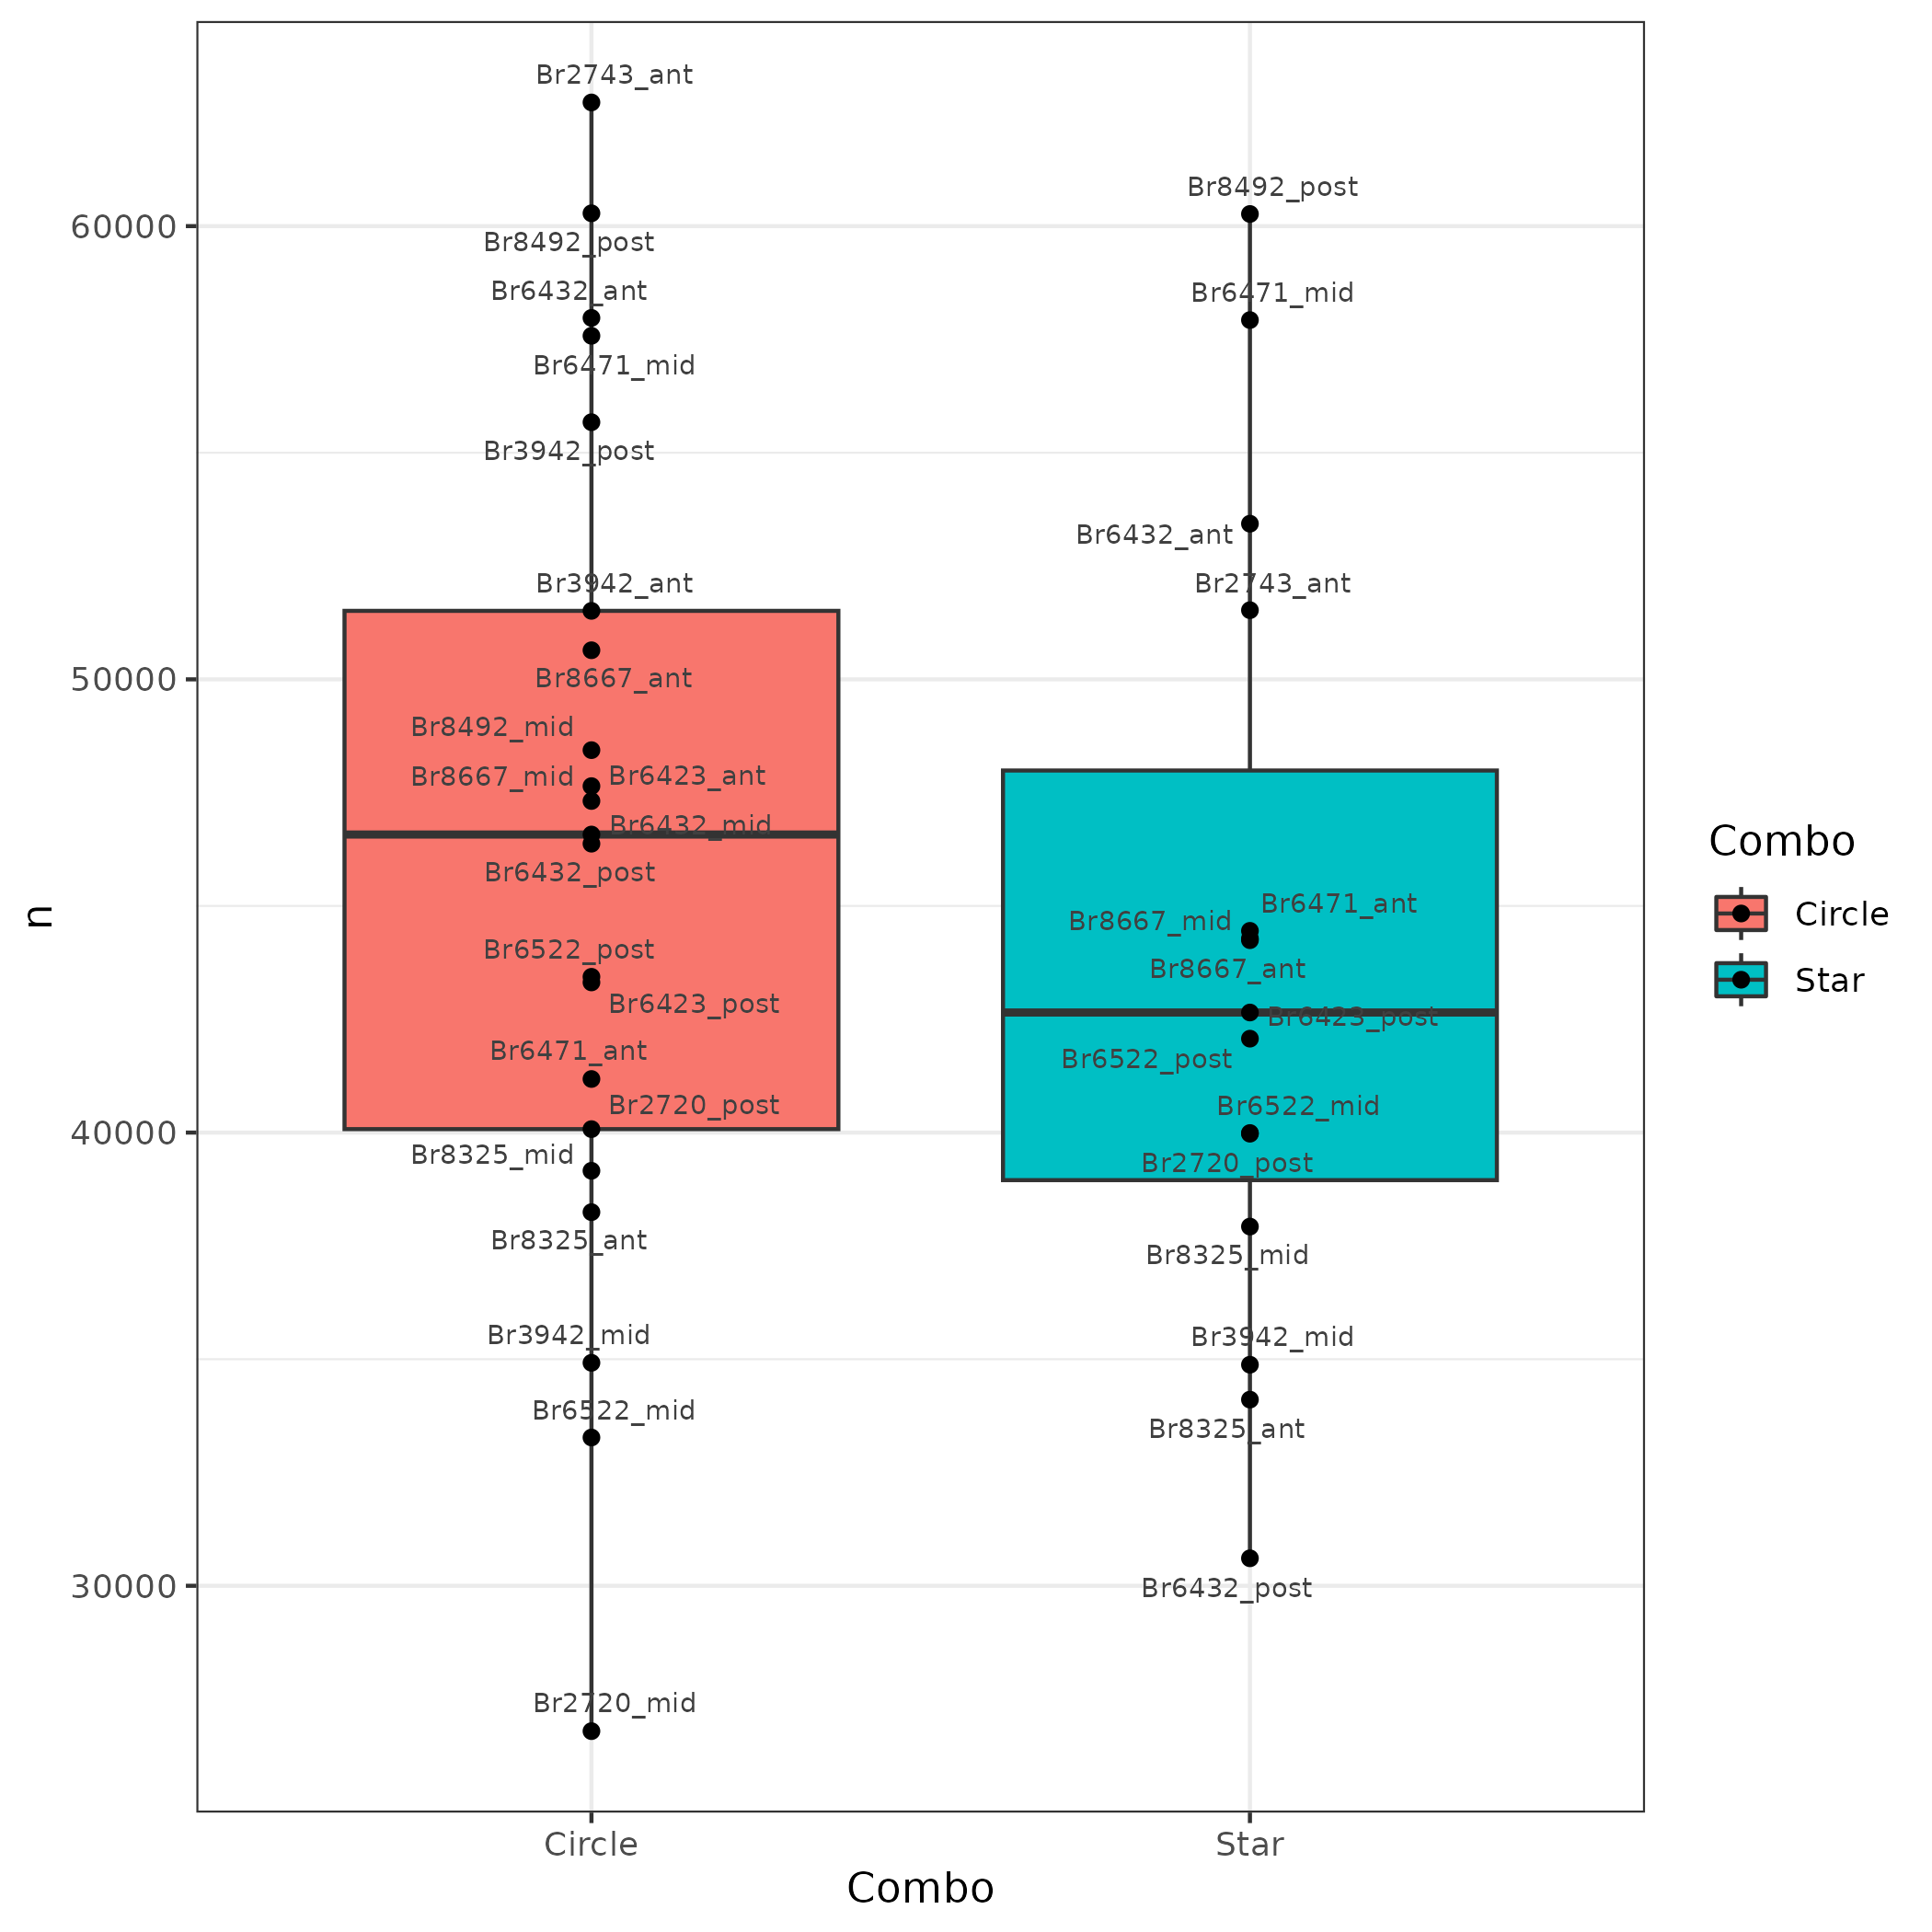 Br2743_ant
Br8492_post
60000
Br8492_post
Br6432_ant
Br6471_mid
Br6471_mid
Br3942_post
Br6432_ant
Br3942_ant
Br2743_ant
50000
Br8667_ant
Br8492_mid
Br8667_mid
Br6423_ant
Br6432_mid
Br6432_post
n
Br6471_ant
Br8667_mid
Br6522_post
Br8667_ant
Br6423_post
Br6423_post
Br6471_ant
Br6522_post
Br2720_post
Br6522_mid
40000
Br8325_mid
Br2720_post
Br8325_ant
Br8325_mid
Br3942_mid
Br3942_mid
Br6522_mid
Br8325_ant
30000
Br6432_post
Br2720_mid
Circle
Star
Combo
Combo
Circle
Star